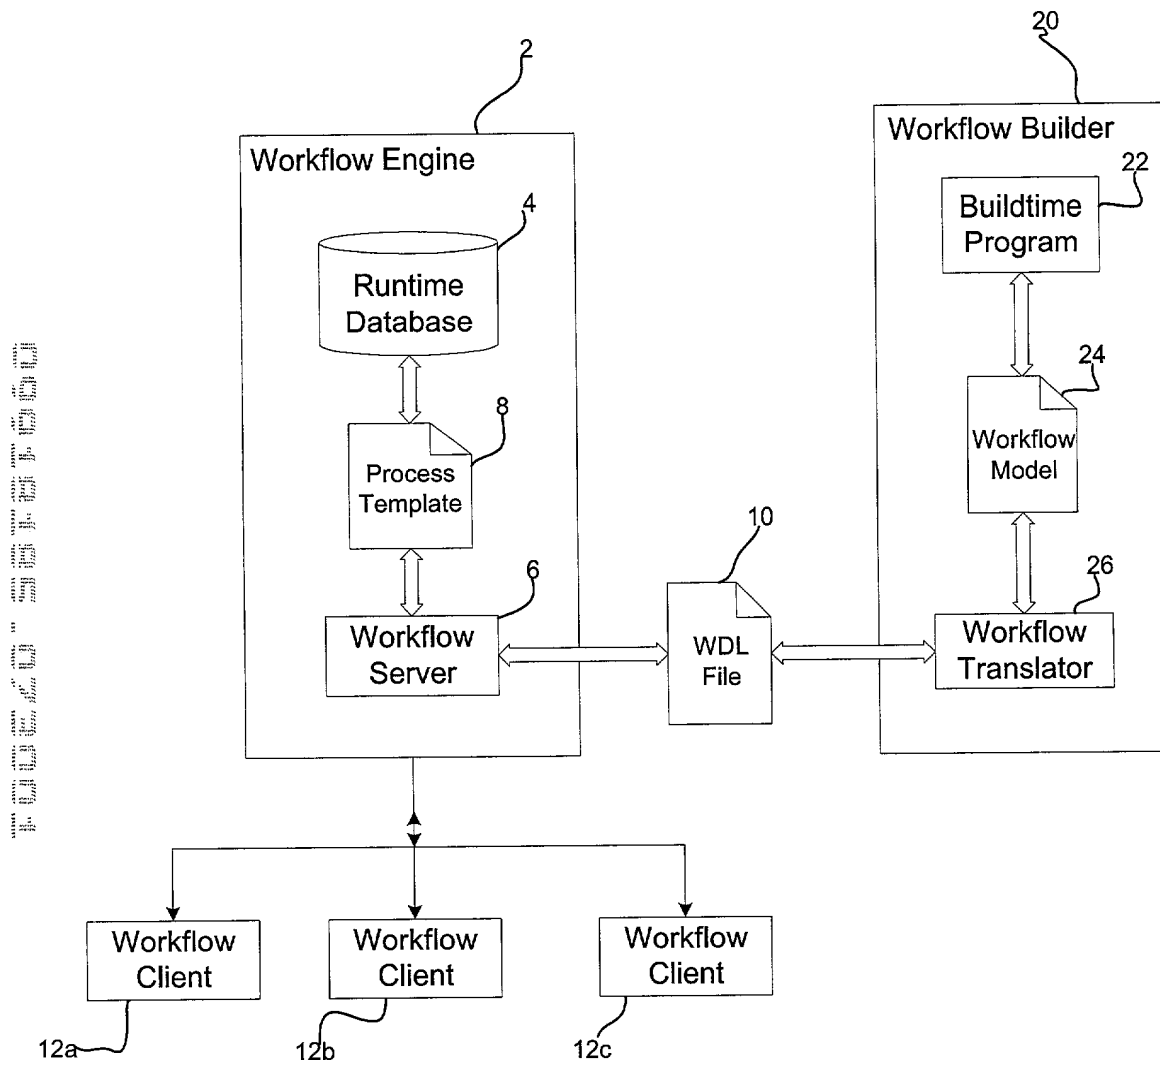 2
20
Workflow Engine
Workflow Builder
22
4
Buildtime
Program
Runtime
Database
24
8
Workflow
Model
Process
Template
10
6
26
Workflow
Server
WDL
File
Workflow
Translator
Workflow
Client
Workflow
Client
Workflow
Client
12a
12b
12c